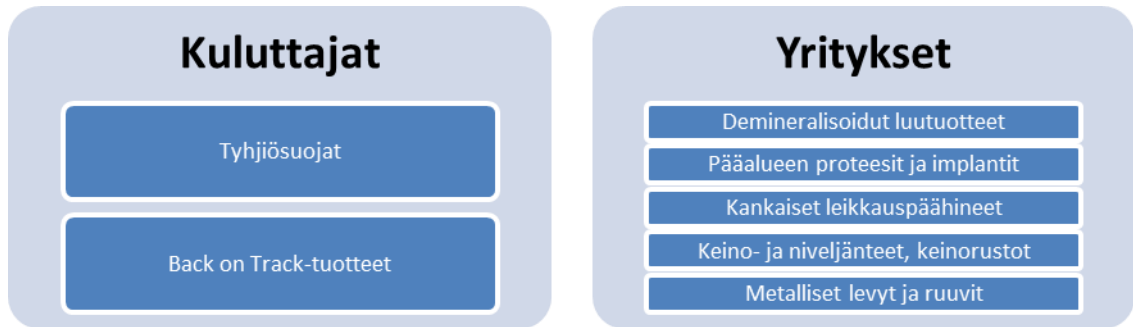 Kuluttajat
Tyhjiösuojat
Back on Track-tuotteet
Yritykset
Demineralisoidut luutuotteet
Pääalueen proteesit ja implantit
Kankaiset leikkauspäähineet
Keino- ja niveljänteet, keinorustot
Metalliset levyt ja ruuvit